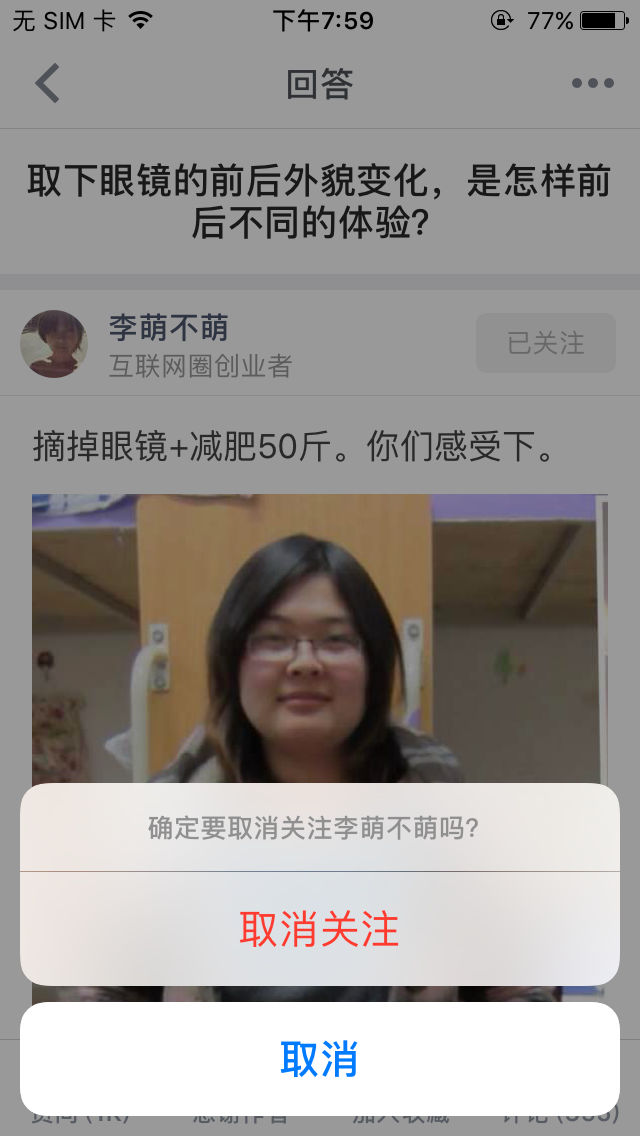 无 SIM 卡
下午7:59
77%
回答
取下眼镜的前后外貌变化，是怎样前
后不同的体验?
李萌不萌
互联网圈创业者
已关注
摘掉眼镜+减肥50斤。你们感受下。
确定要取消关注李萌不萌吗?
取消关注
取消